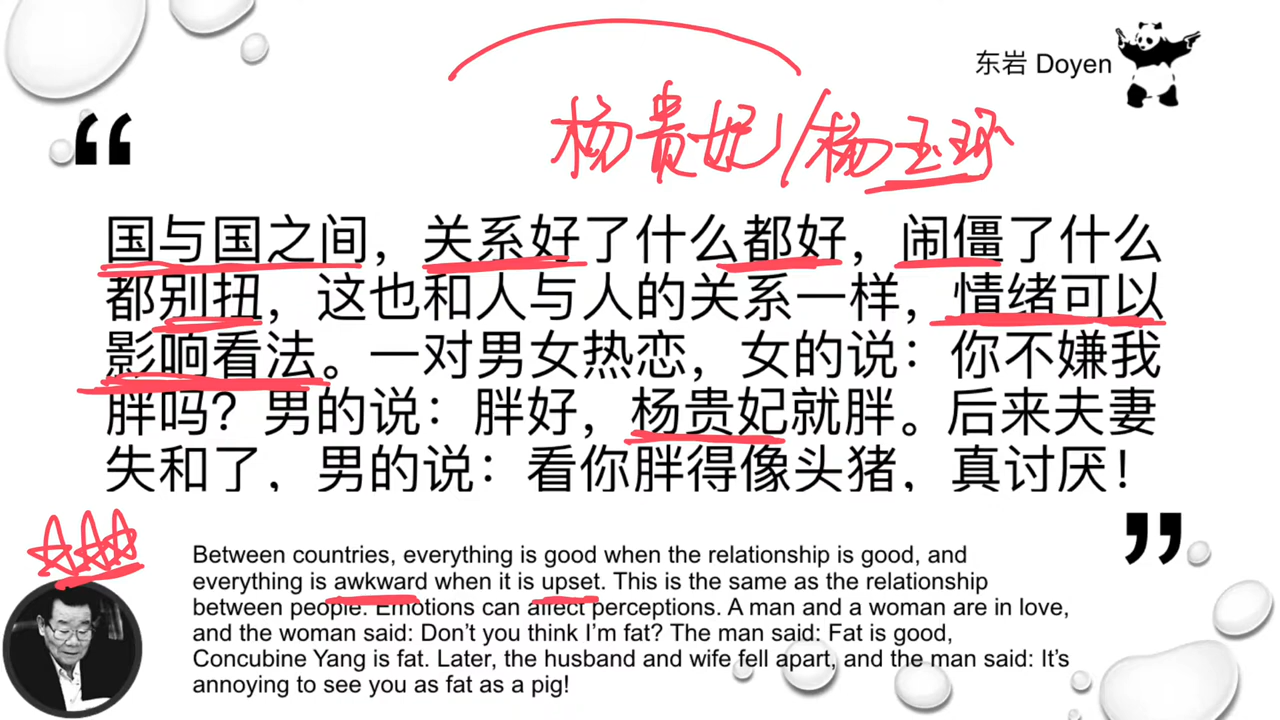 东岩 Doyen
杨贵妃/杨玉环
“
国与国之间，关系好了什么都好，闹僵了什么
都别扭，这也和人与人的关系一样，情绪可以
影响看法。一对男女热恋，女的说：你不嫌我
胖吗？男的说：胖好，杨贵妃就胖。后来夫妻
失和了，男的说：看你胖得像头猪，真讨厌！
”
Between countries, everything is good when the relationship is good, and
everything is awkward when it is upset. This is the same as the relationship
between people. Emotions can affect perceptions. A man and a woman are in love,
and the woman said: Don’t you think I’m fat? The man said: Fat is good,
Concubine Yang is fat. Later, the husband and wife fell apart, and the man said: It’s
annoying to see you as fat as a pig!